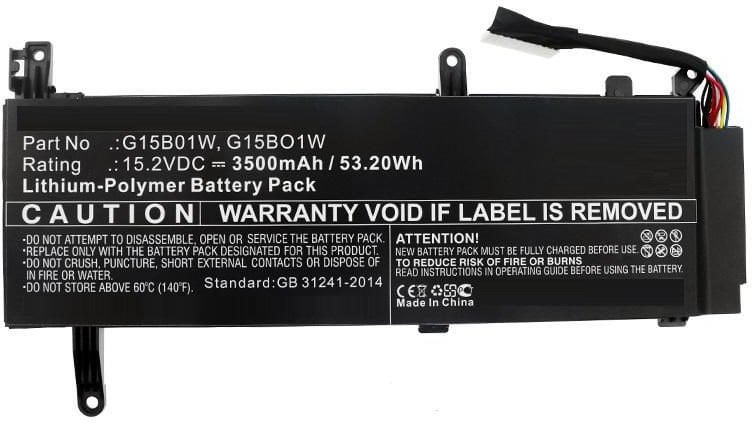 Part No .:G15B01W, G15BO1W
Rating .:15.2VDC ⎓ 3500mAh / 53.20Wh
Lithium-Polymer Battery Pack
CAUTION WARRANTY VOID IF LABEL IS REMOVED
•DO NOT ATTEMPT TO DISASSEMBLE, OPEN OR SERVICE THE BATTERY PACK.
•REPLACE ONLY WITH THE BATTERY PACK DESIGNATED FOR THIS PRODUCT.
•DO NOT CRUSH, PUNCTURE, SHORT EXTERNAL CONTACTS OR DISPOSE OF
IN FIRE OR WATER.
•DO NOT STORE ABOVE 60°C (140°F).
Standard:GB 31241-2014
ATTENTION!
NEW BATTERY PACK MUST BE FULLY CHARGED BEFORE USE.
TO REDUCE RISK OF FIRE OR EXPLOSION,
READ INSTRUCTIONS IN OPERATING GUIDE BEFORE USING THE BATTERY.
CE
Made In China